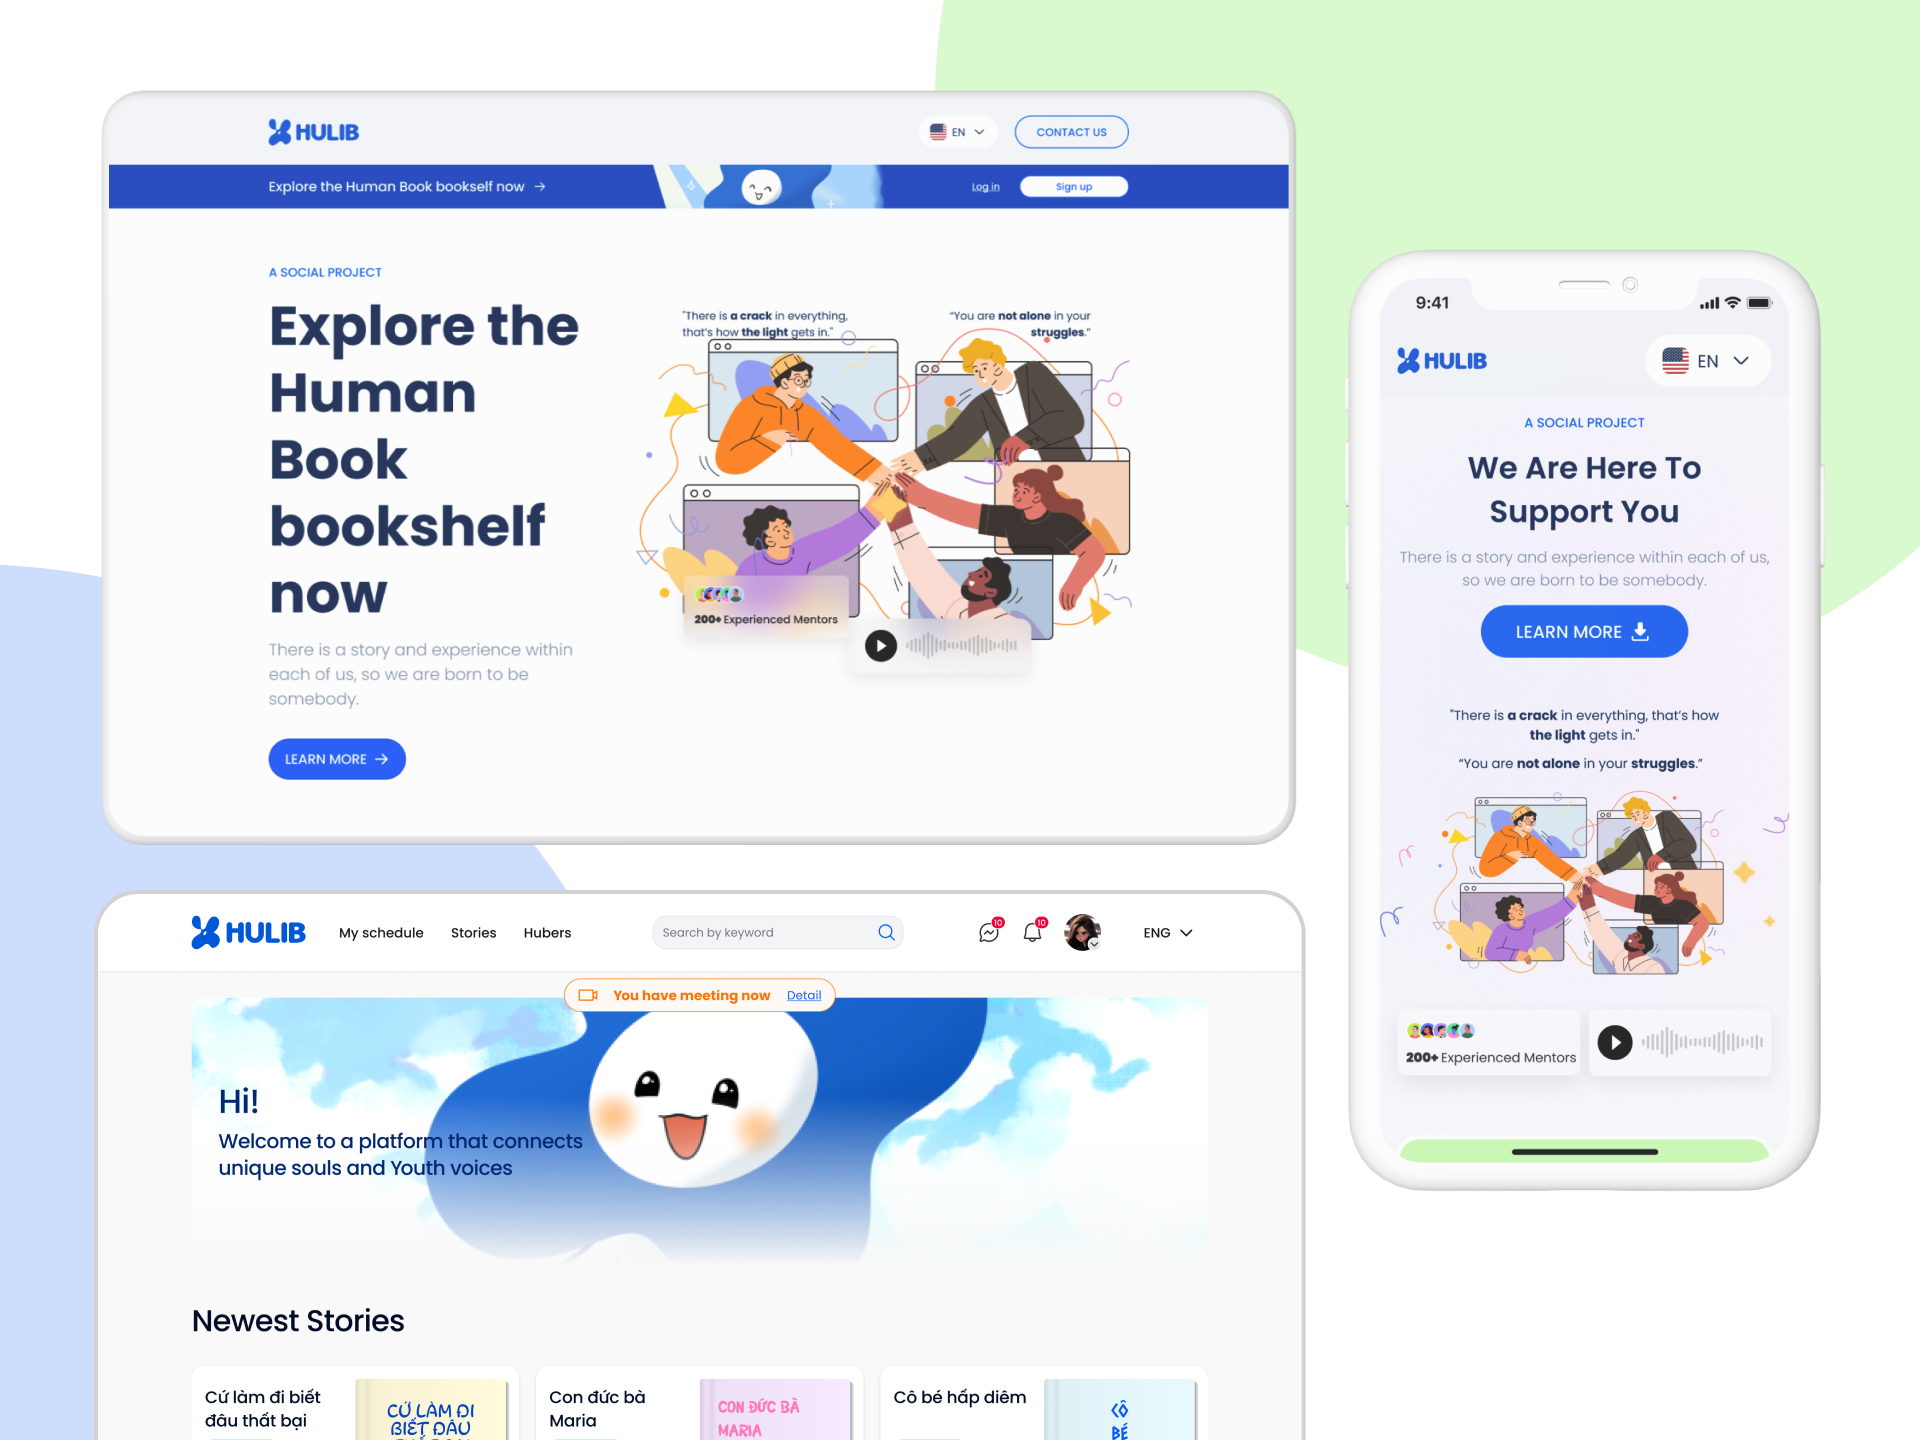 HULIB
EN
CONTACT US
Explore the Human Book bookself now →
Log in
Sign up
A SOCIAL PROJECT
Explore the
Human
Book
bookshelf
now
There is a story and experience within
each of us, so we are born to be
somebody.
LEARN MORE →
"There is a crack in everything,
that's how the light gets in."
"You are not alone in your
struggles."
200+ Experienced Mentors
9:41
HULIB
EN
A SOCIAL PROJECT
We Are Here To
Support You
There is a story and experience within each of us,
so we are born to be somebody.
LEARN MORE
"There is a crack in everything, that's how
the light gets in."
"You are not alone in your struggles."
200+ Experienced Mentors
HULIB
My schedule
Stories
Hubers
Search by keyword
10
10
ENG
You have meeting now Detail
Hi!
Welcome to a platform that connects
unique souls and Youth voices
Newest Stories
Cứ làm đi biết
đâu thất bại
CỨ LÀM ĐI
BIẾT ĐÂU
Con đức bà
Maria
CON ĐỨC BÀ
MARIA
Cô bé hấp diêm
CÔ
BÉ